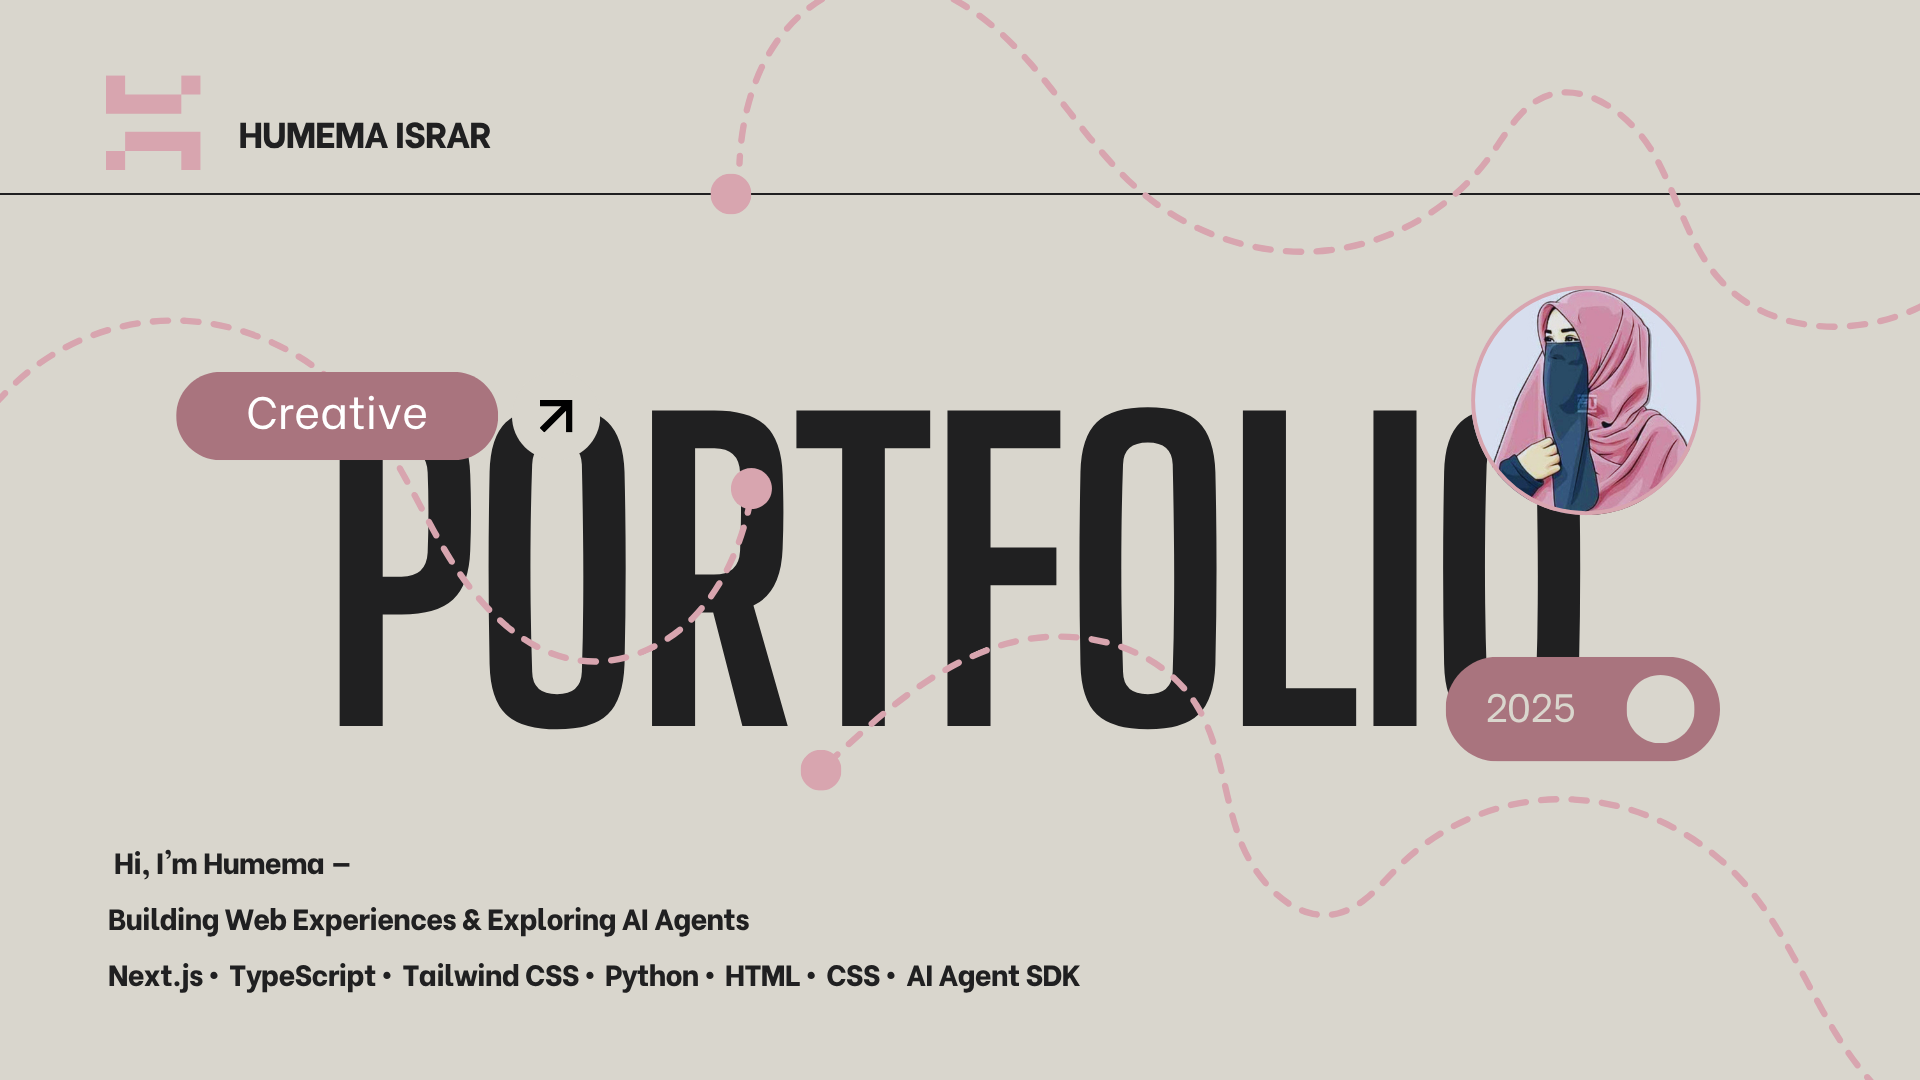 HUMEMA ISRAR
Creative
PORTFOLIO
2025
Hi, I'm Humema –
Building Web Experiences & Exploring AI Agents
Next.js • TypeScript • Tailwind CSS • Python • HTML • CSS • AI Agent SDK